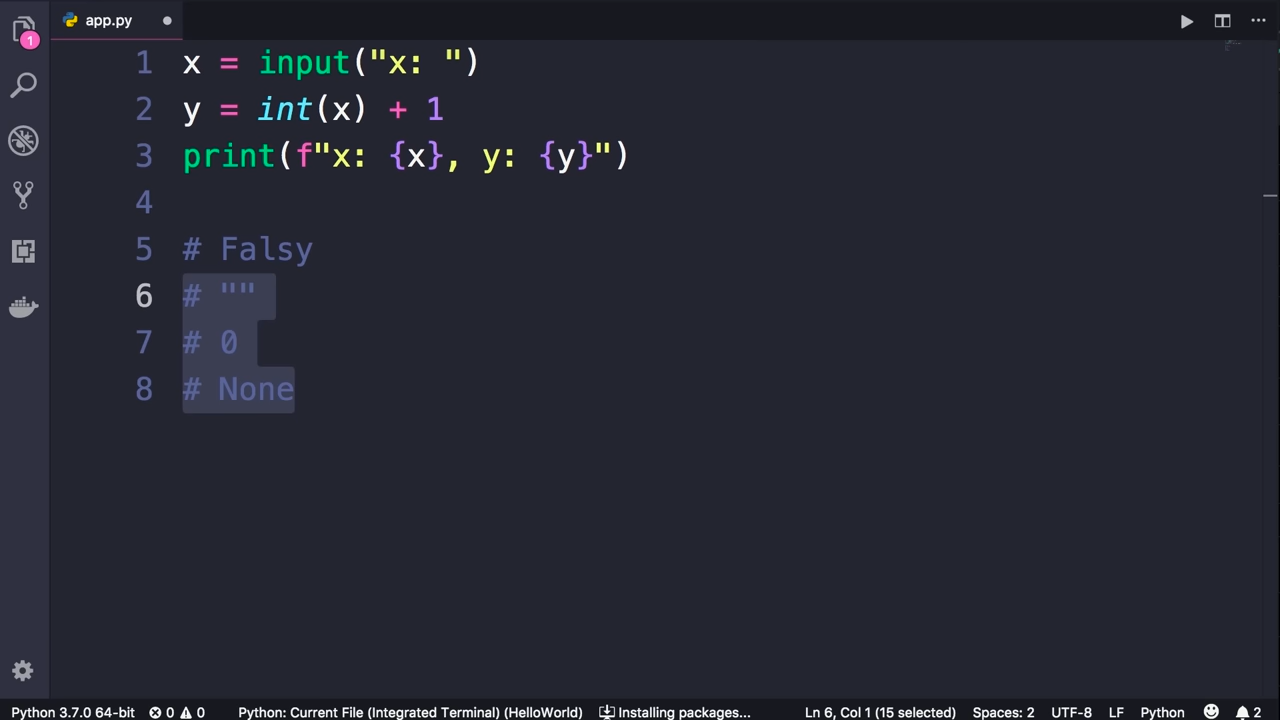 app.py
1
1 x = input("x: ")
2 y = int(x) + 1
3 print(f"x: {x}, y: {y}")
4
5 # Falsy
6 # ""
7 # 0
8 # None
Python 3.7.0 64-bit 0 0 Python: Current File (Integrated Terminal) (HelloWorld) Installing packages... Ln 6, Col 1 (15 selected) Spaces: 2 UTF-8 LF Python 2